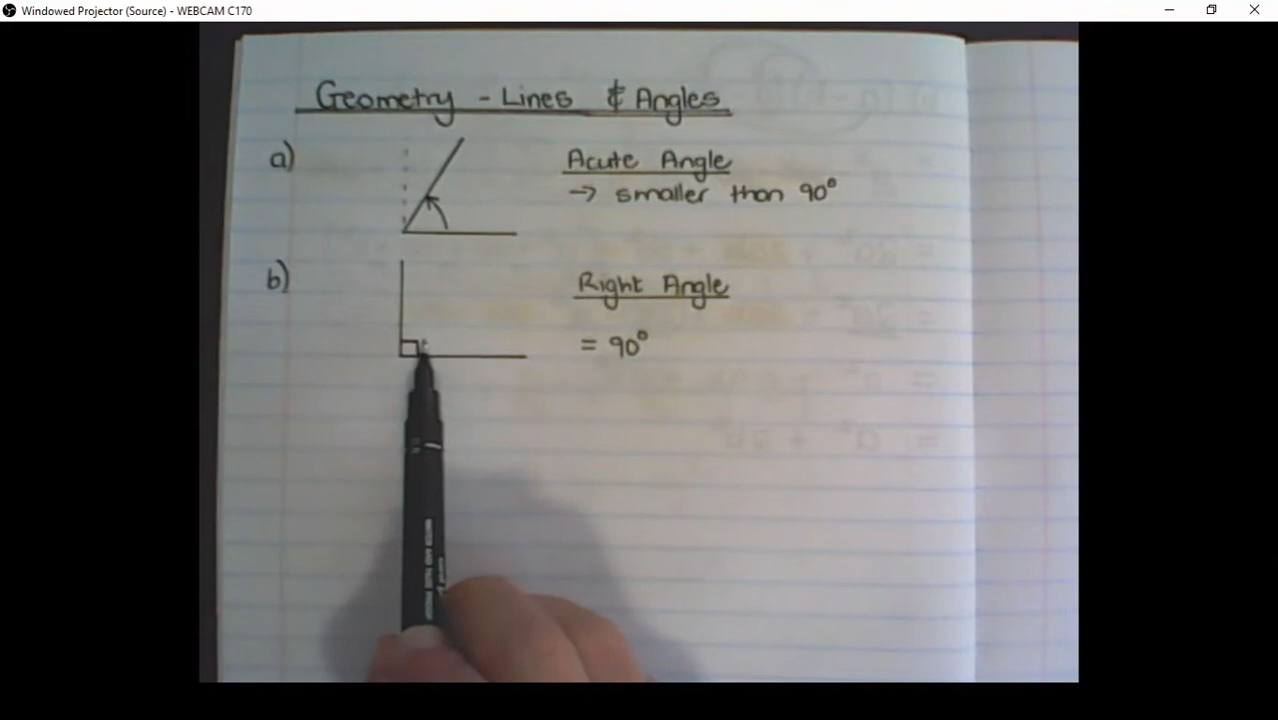 Windowed Projector (Source) - WEBCAM C170
Geometry - Lines & Angles
a)
Acute Angle
→ smaller than 90°
b)
Right Angle
= 90°